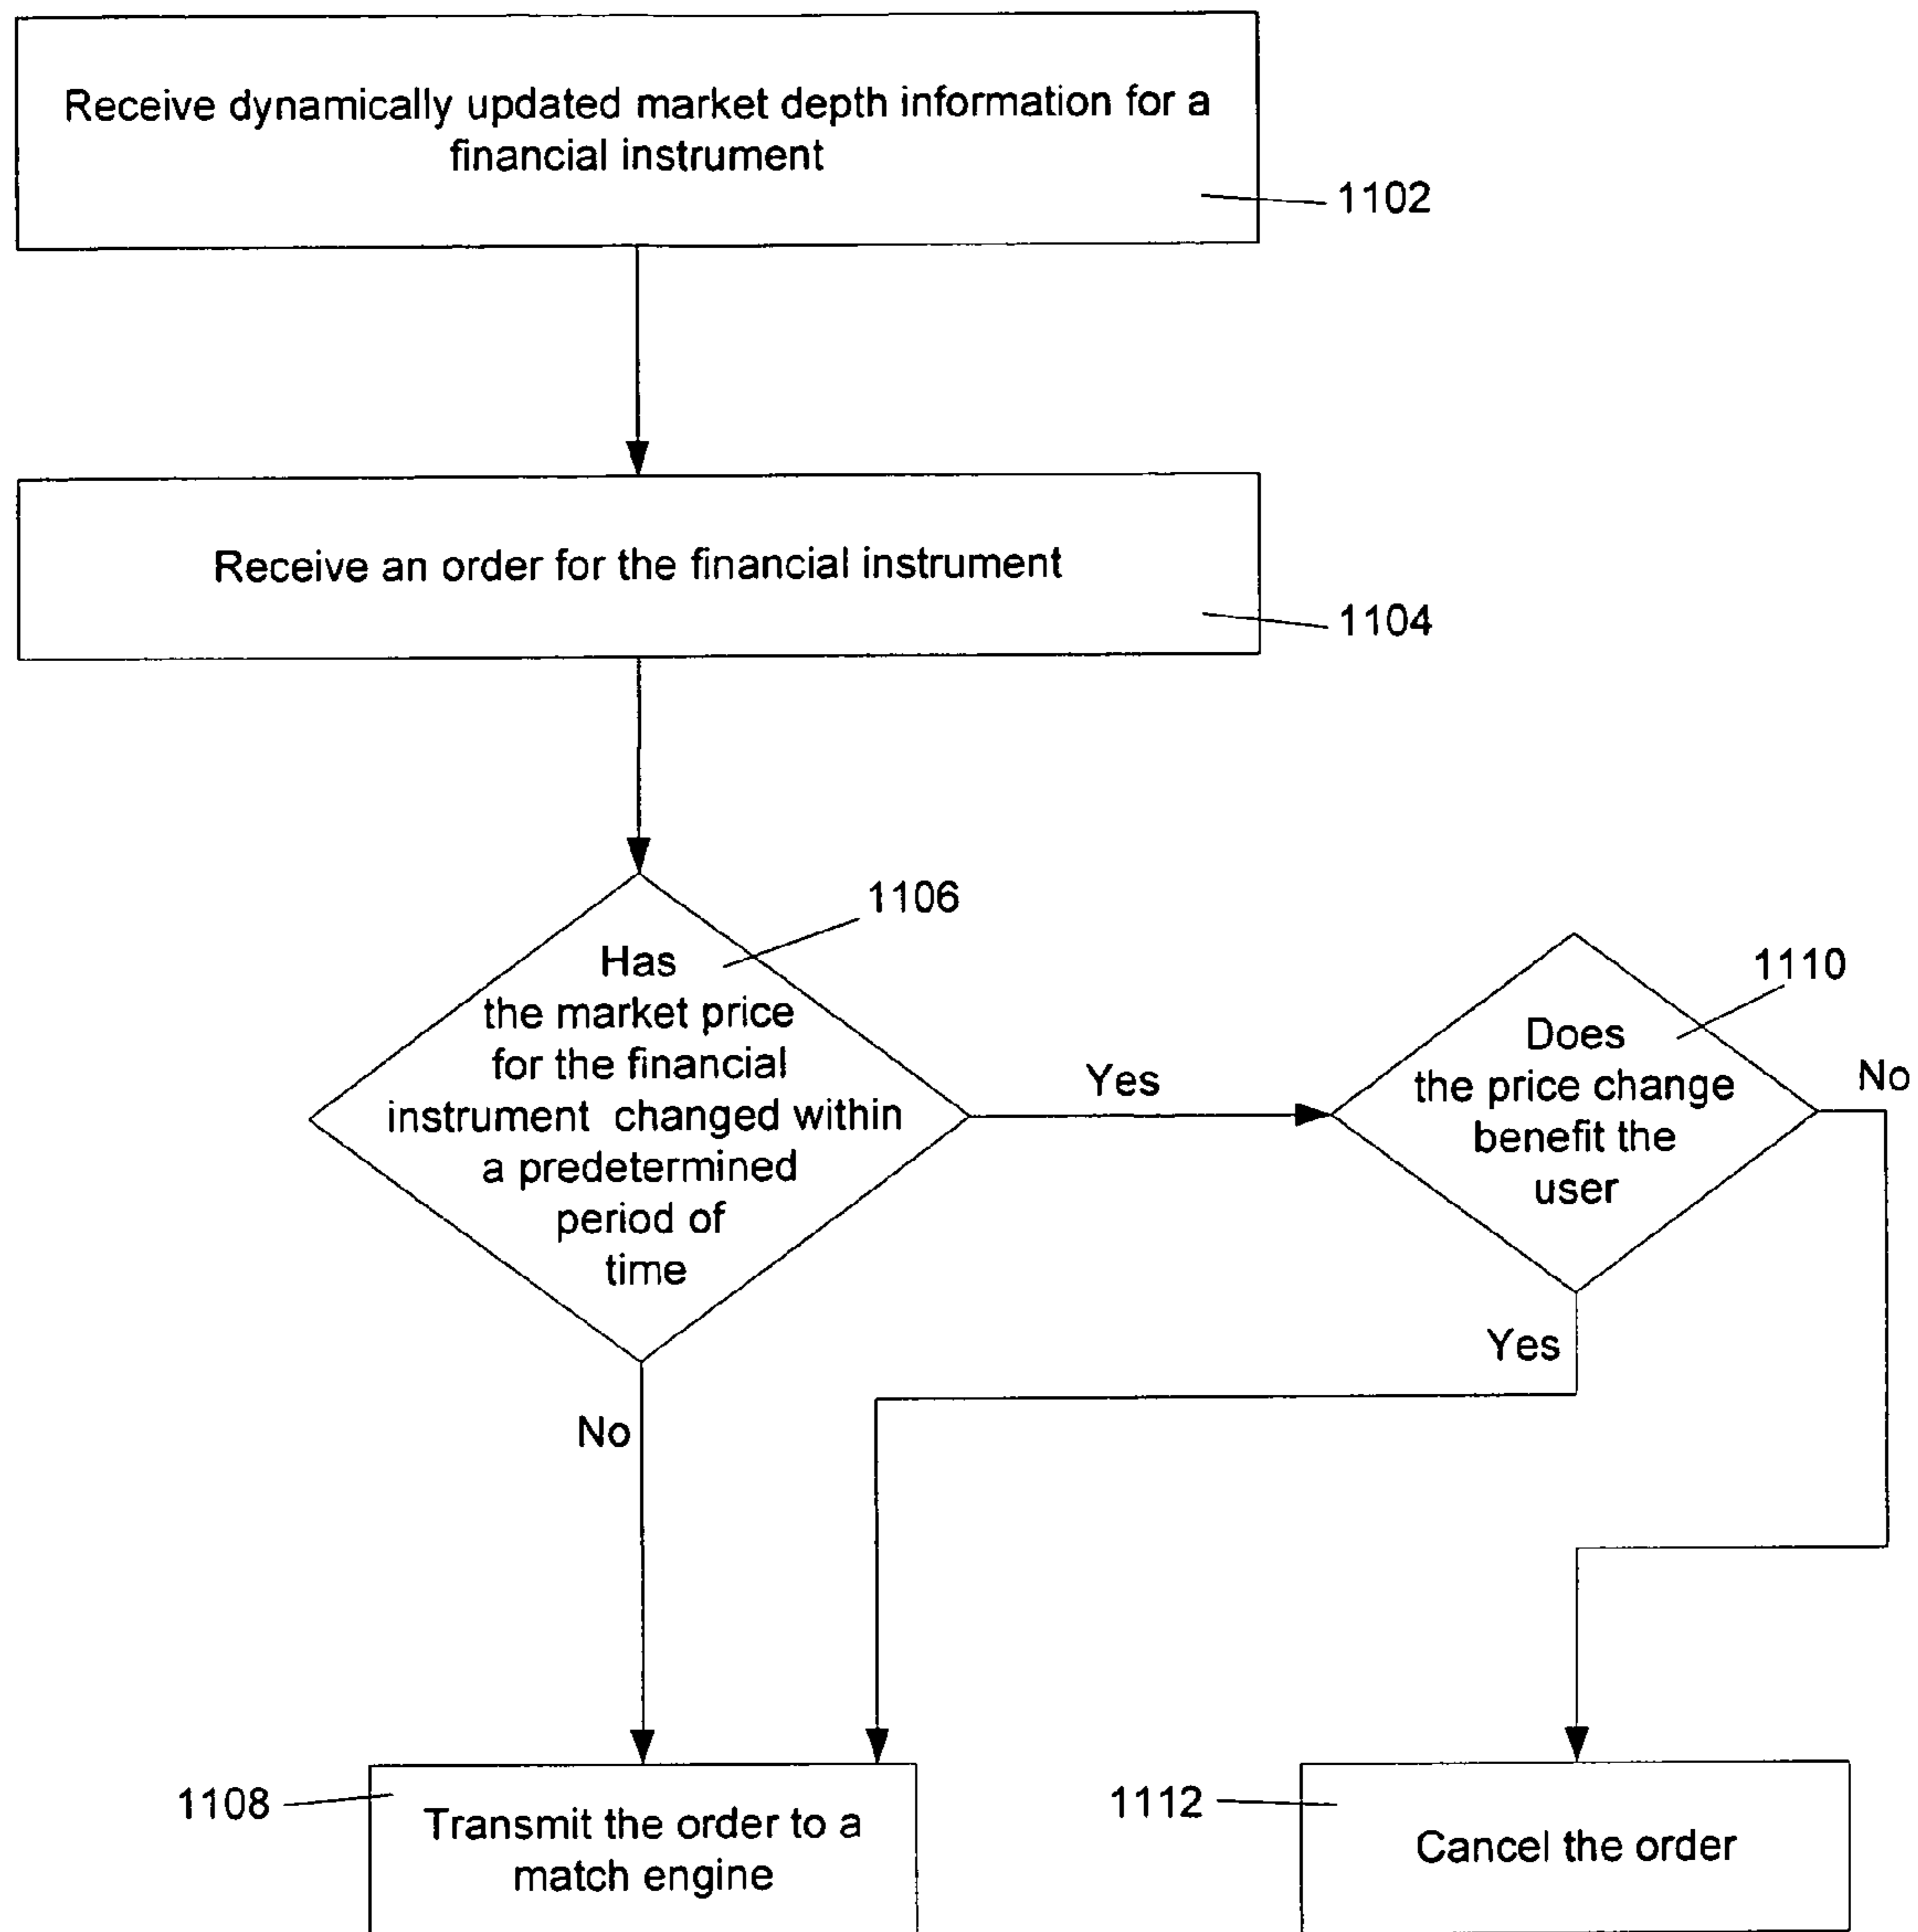 Receive dynamically updated market depth information for a
financial instrument
1102
Receive an order for the financial instrument
1104
1106
Has
the market price
for the financial
instrument changed within
a predetermined
period of
time
Yes
1110
Does
the price change
benefit the
user
No
Yes
No
1108
Transmit the order to a
match engine
1112
Cancel the order